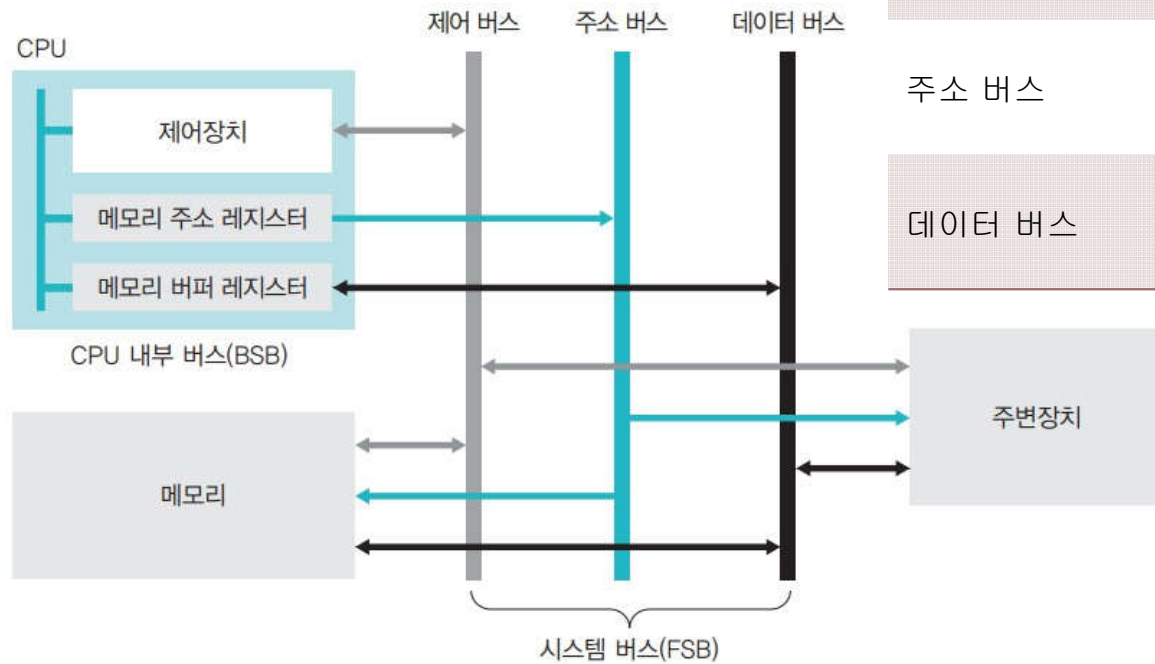 제어 버스
주소 버스
데이터 버스
CPU
제어장치
메모리 주소 레지스터
메모리 버퍼 레지스터
CPU 내부 버스(BSB)
메모리
주변장치
시스템 버스(FSB)
주소 버스
데이터 버스